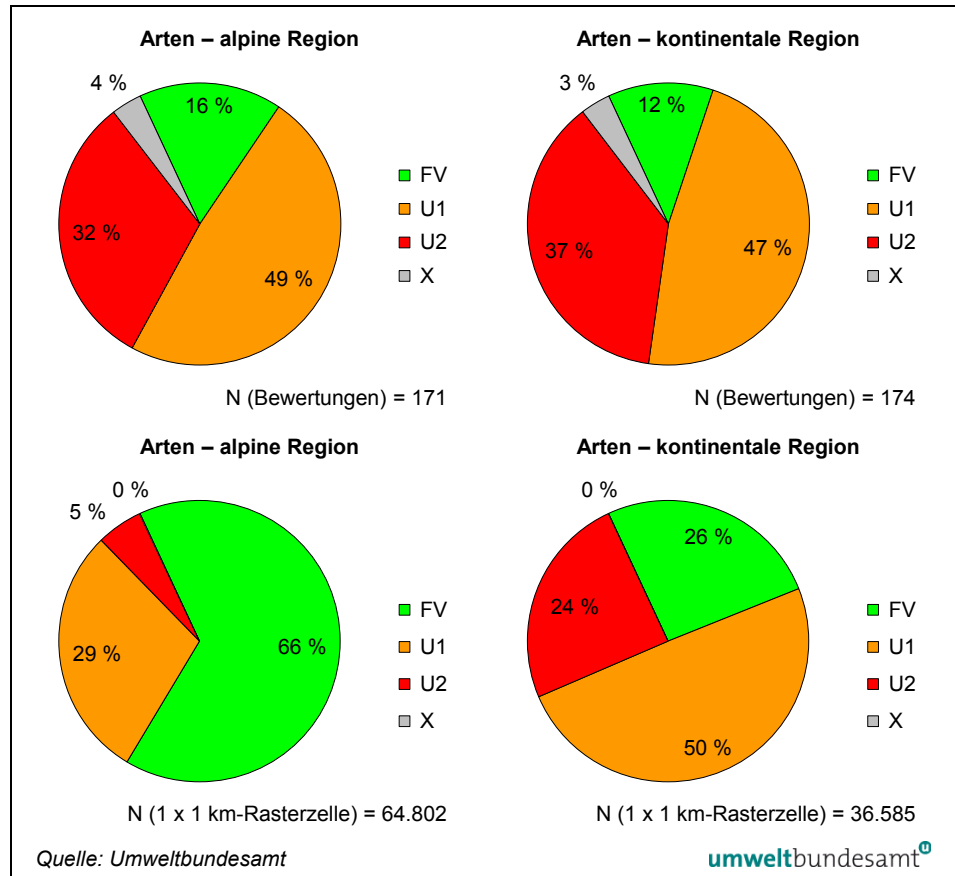 Arten – alpine Region
4 %
16 %
32 %
49 %
FV
U1
U2
X
N (Bewertungen) = 171
Arten – kontinentale Region
3 %
12 %
37 %
47 %
FV
U1
U2
X
N (Bewertungen) = 174
Arten – alpine Region
0 %
5 %
29 %
66 %
FV
U1
U2
X
N (1 x 1 km-Rasterzelle) = 64.802
Arten – kontinentale Region
0 %
26 %
24 %
50 %
FV
U1
U2
X
N (1 x 1 km-Rasterzelle) = 36.585
Quelle: Umweltbundesamt
umweltbundesamt u